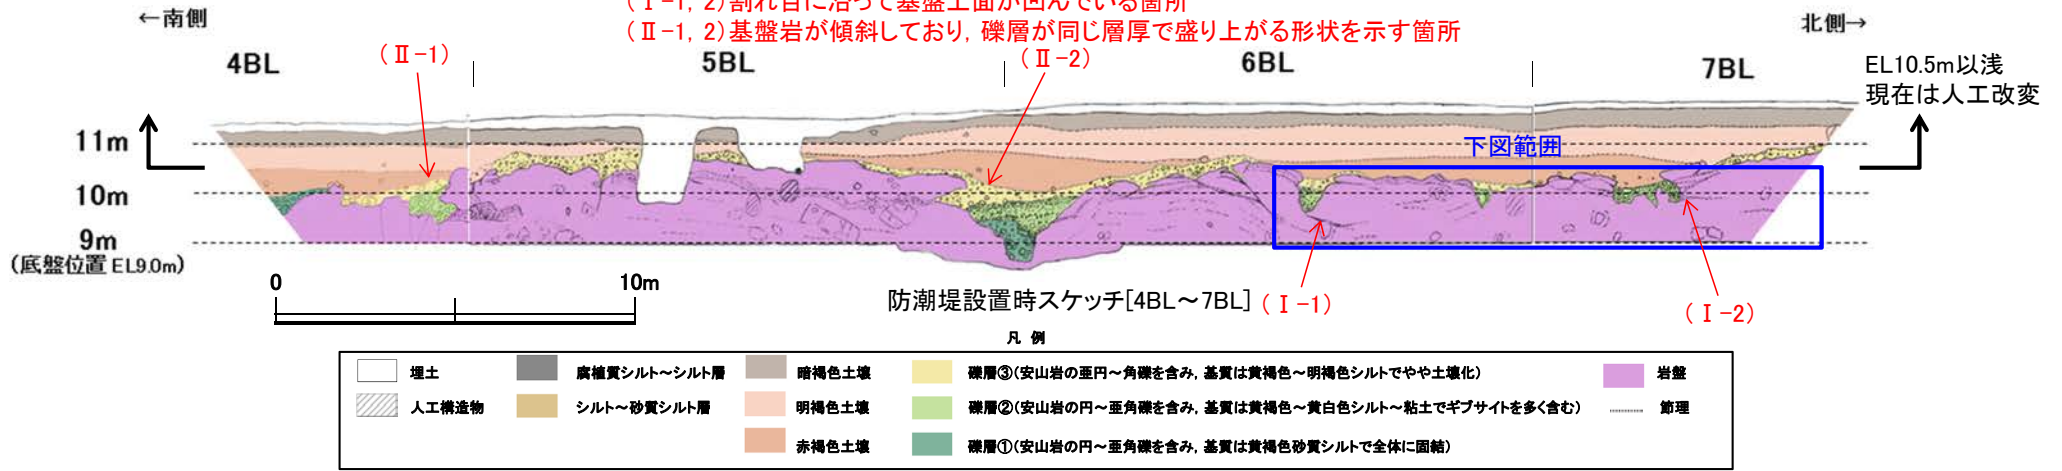 (Ⅰ-1, 2)割れ目に沿って基盤上面が凹んでいる箇所
(Ⅱ-1, 2)基盤岩が傾斜しており, 礫層が同じ層厚で盛り上がる形状を示す箇所
←南側
北側→
(Ⅱ-1)
(Ⅱ-2)
4BL
5BL
6BL
7BL
EL10.5m以浅
現在は人工改変
11m
下図範囲
10m
9m
(底盤位置 EL9.0m)
0
10m
防潮堤設置時スケッチ[4BL~7BL]
(Ⅰ-1)
(Ⅰ-2)
凡 例
埋土
腐植質シルト~シルト層
暗褐色土壌
礫層③(安山岩の亜円~角礫を含み, 基質は黄褐色~明褐色シルトでやや土壌化)
岩盤
人工構造物
シルト~砂質シルト層
明褐色土壌
礫層②(安山岩の円~亜角礫を含み, 基質は黄褐色~黄白色シルト~粘土でギブサイトを多く含む)
節理
赤褐色土壌
礫層①(安山岩の円~亜角礫を含み, 基質は黄褐色砂質シルトで全体に固結)